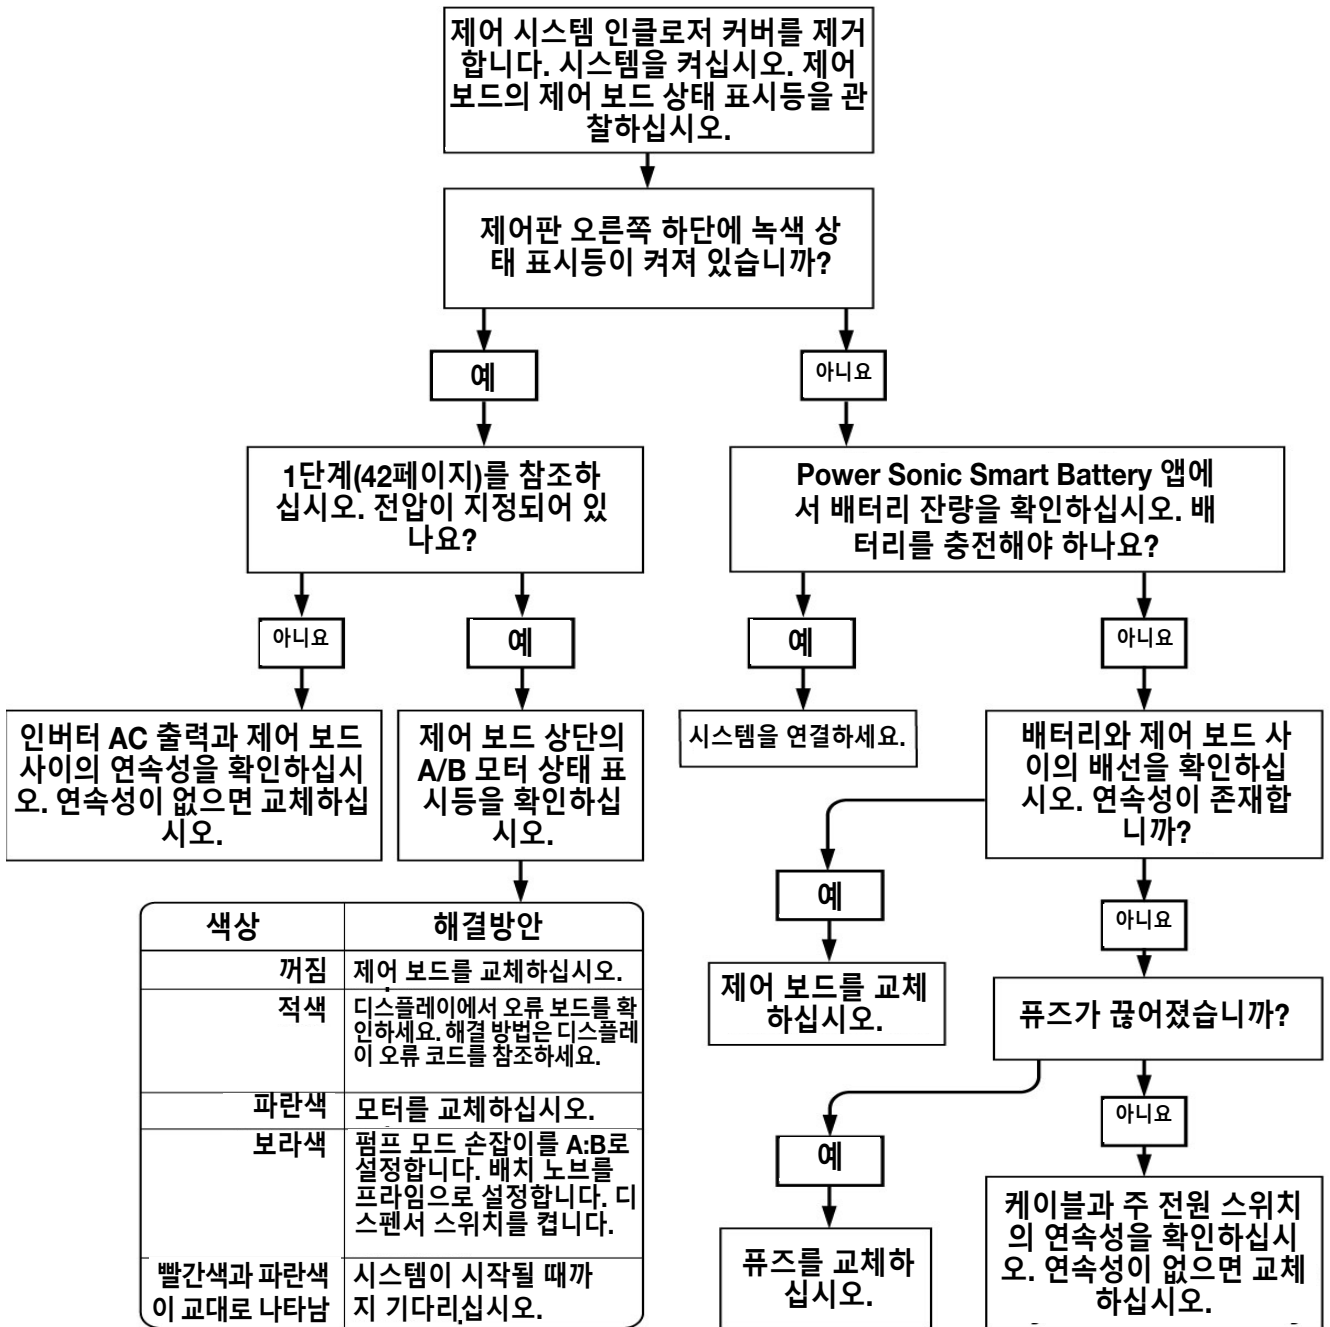 제어 시스템 인클로저 커버를 제거
합니다. 시스템을 켜십시오. 제어
보드의 제어 보드 상태 표시등을 관
찰하십시오.
제어판 오른쪽 하단에 녹색 상
태 표시등이 켜져 있습니까?
예
아니요
1단계(42페이지)를 참조하
십시오. 전압이 지정되어 있
나요?
Power Sonic Smart Battery 앱에
서 배터리 잔량을 확인하십시오. 배
터리를 충전해야 하나요?
아니요
예
예
아니요
인버터 AC 출력과 제어 보드
사이의 연속성을 확인하십시
오. 연속성이 없으면 교체하십
시오.
제어 보드 상단의
A/B 모터 상태 표
시등을 확인하십
시오.
시스템을 연결하세요.
배터리와 제어 보드 사
이의 배선을 확인하십
시오. 연속성이 존재합
니까?
예
아니요
색상
해결방안
꺼짐
제어 보드를 교체하십시오.
적색
디스플레이에서 오류 보드를 확
인하세요. 해결 방법은 디스플레
이 오류 코드를 참조하세요.
파란색
모터를 교체하십시오.
보라색
펌프 모드 손잡이를 A:B로
설정합니다. 배치 노브를
프라임으로 설정합니다. 디
스펜서 스위치를 켭니다.
빨간색과 파란색
이 교대로 나타남
시스템이 시작될 때까
지 기다리십시오.
제어 보드를 교체
하십시오.
퓨즈가 끊어졌습니까?
예
아니요
퓨즈를 교체하
십시오.
케이블과 주 전원 스위치
의 연속성을 확인하십시
오. 연속성이 없으면 교체
하십시오.